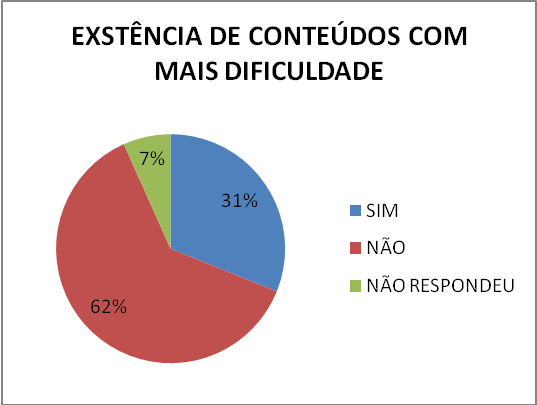 EXSTÊNCIA DE CONTEÚDOS COM
MAIS DIFICULDADE
7%
31%
62%
SIM
NÃO
NÃO RESPONDEU